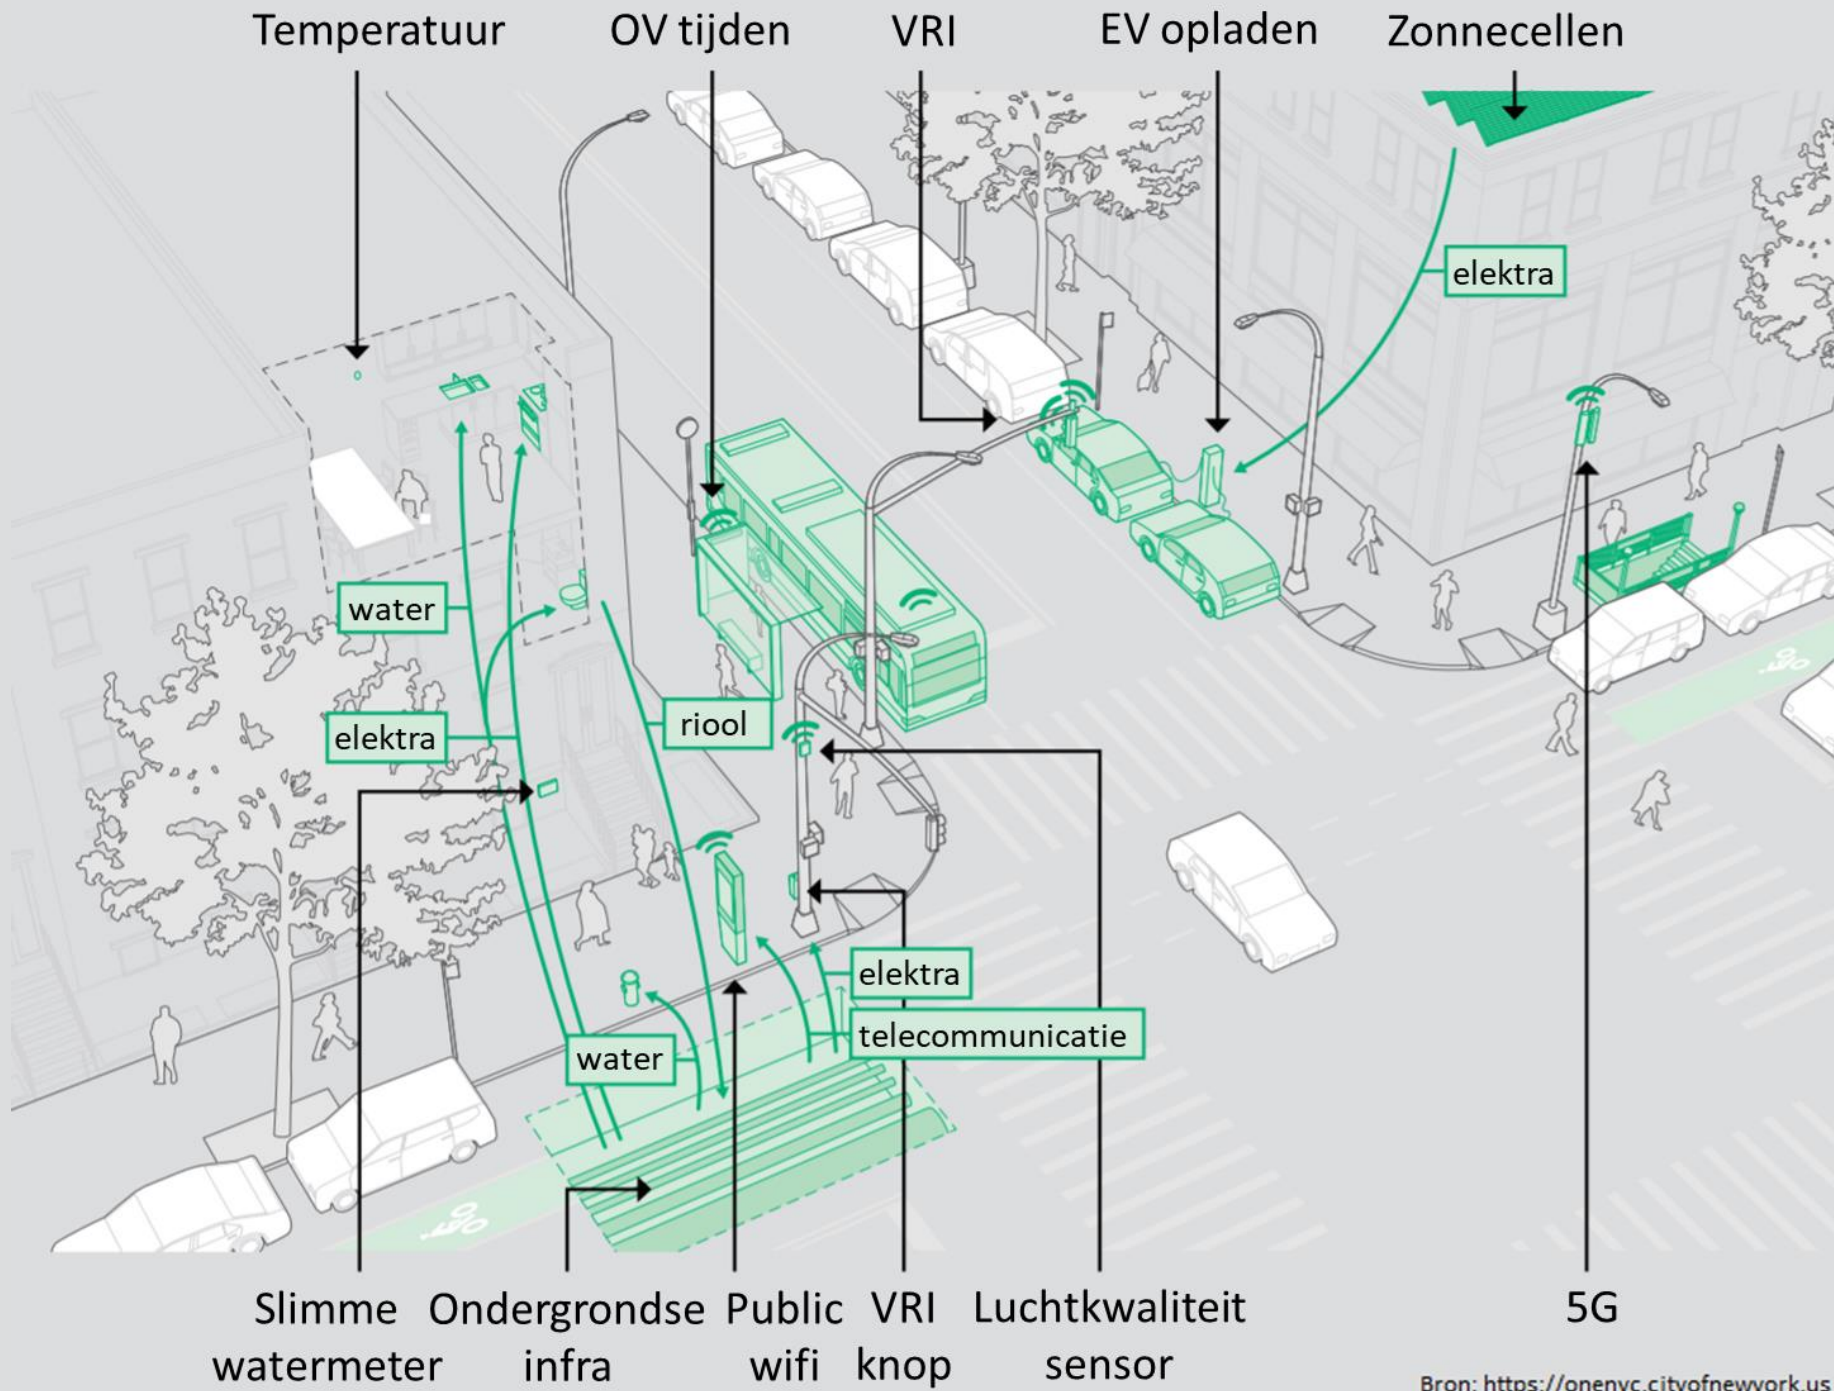 Temperatuur
OV tijden
VRI
EV opladen
Zonnecellen
elektra
water
elektra
riool
elektra
telecommunicatie
water
Slimme
watermeter
Ondergrondse
infra
Public
wifi
VRI
knop
Luchtkwaliteit
sensor
5G
Bron: https://onenyc.cityofnewyork.us